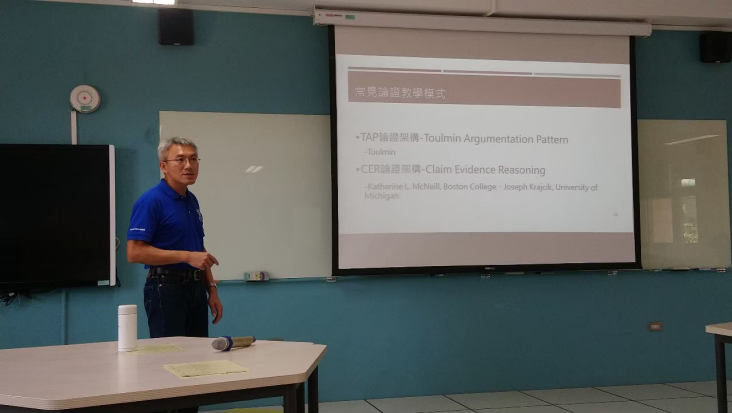 常見論證教學模式
•TAP論證架構-Toulmin Argumentation Pattern
-Toulmin
•CER論證架構-Claim Evidence Reasoning
-Katharine L. McNeill, Boston College、Joseph Krajcik, University of
Michigan